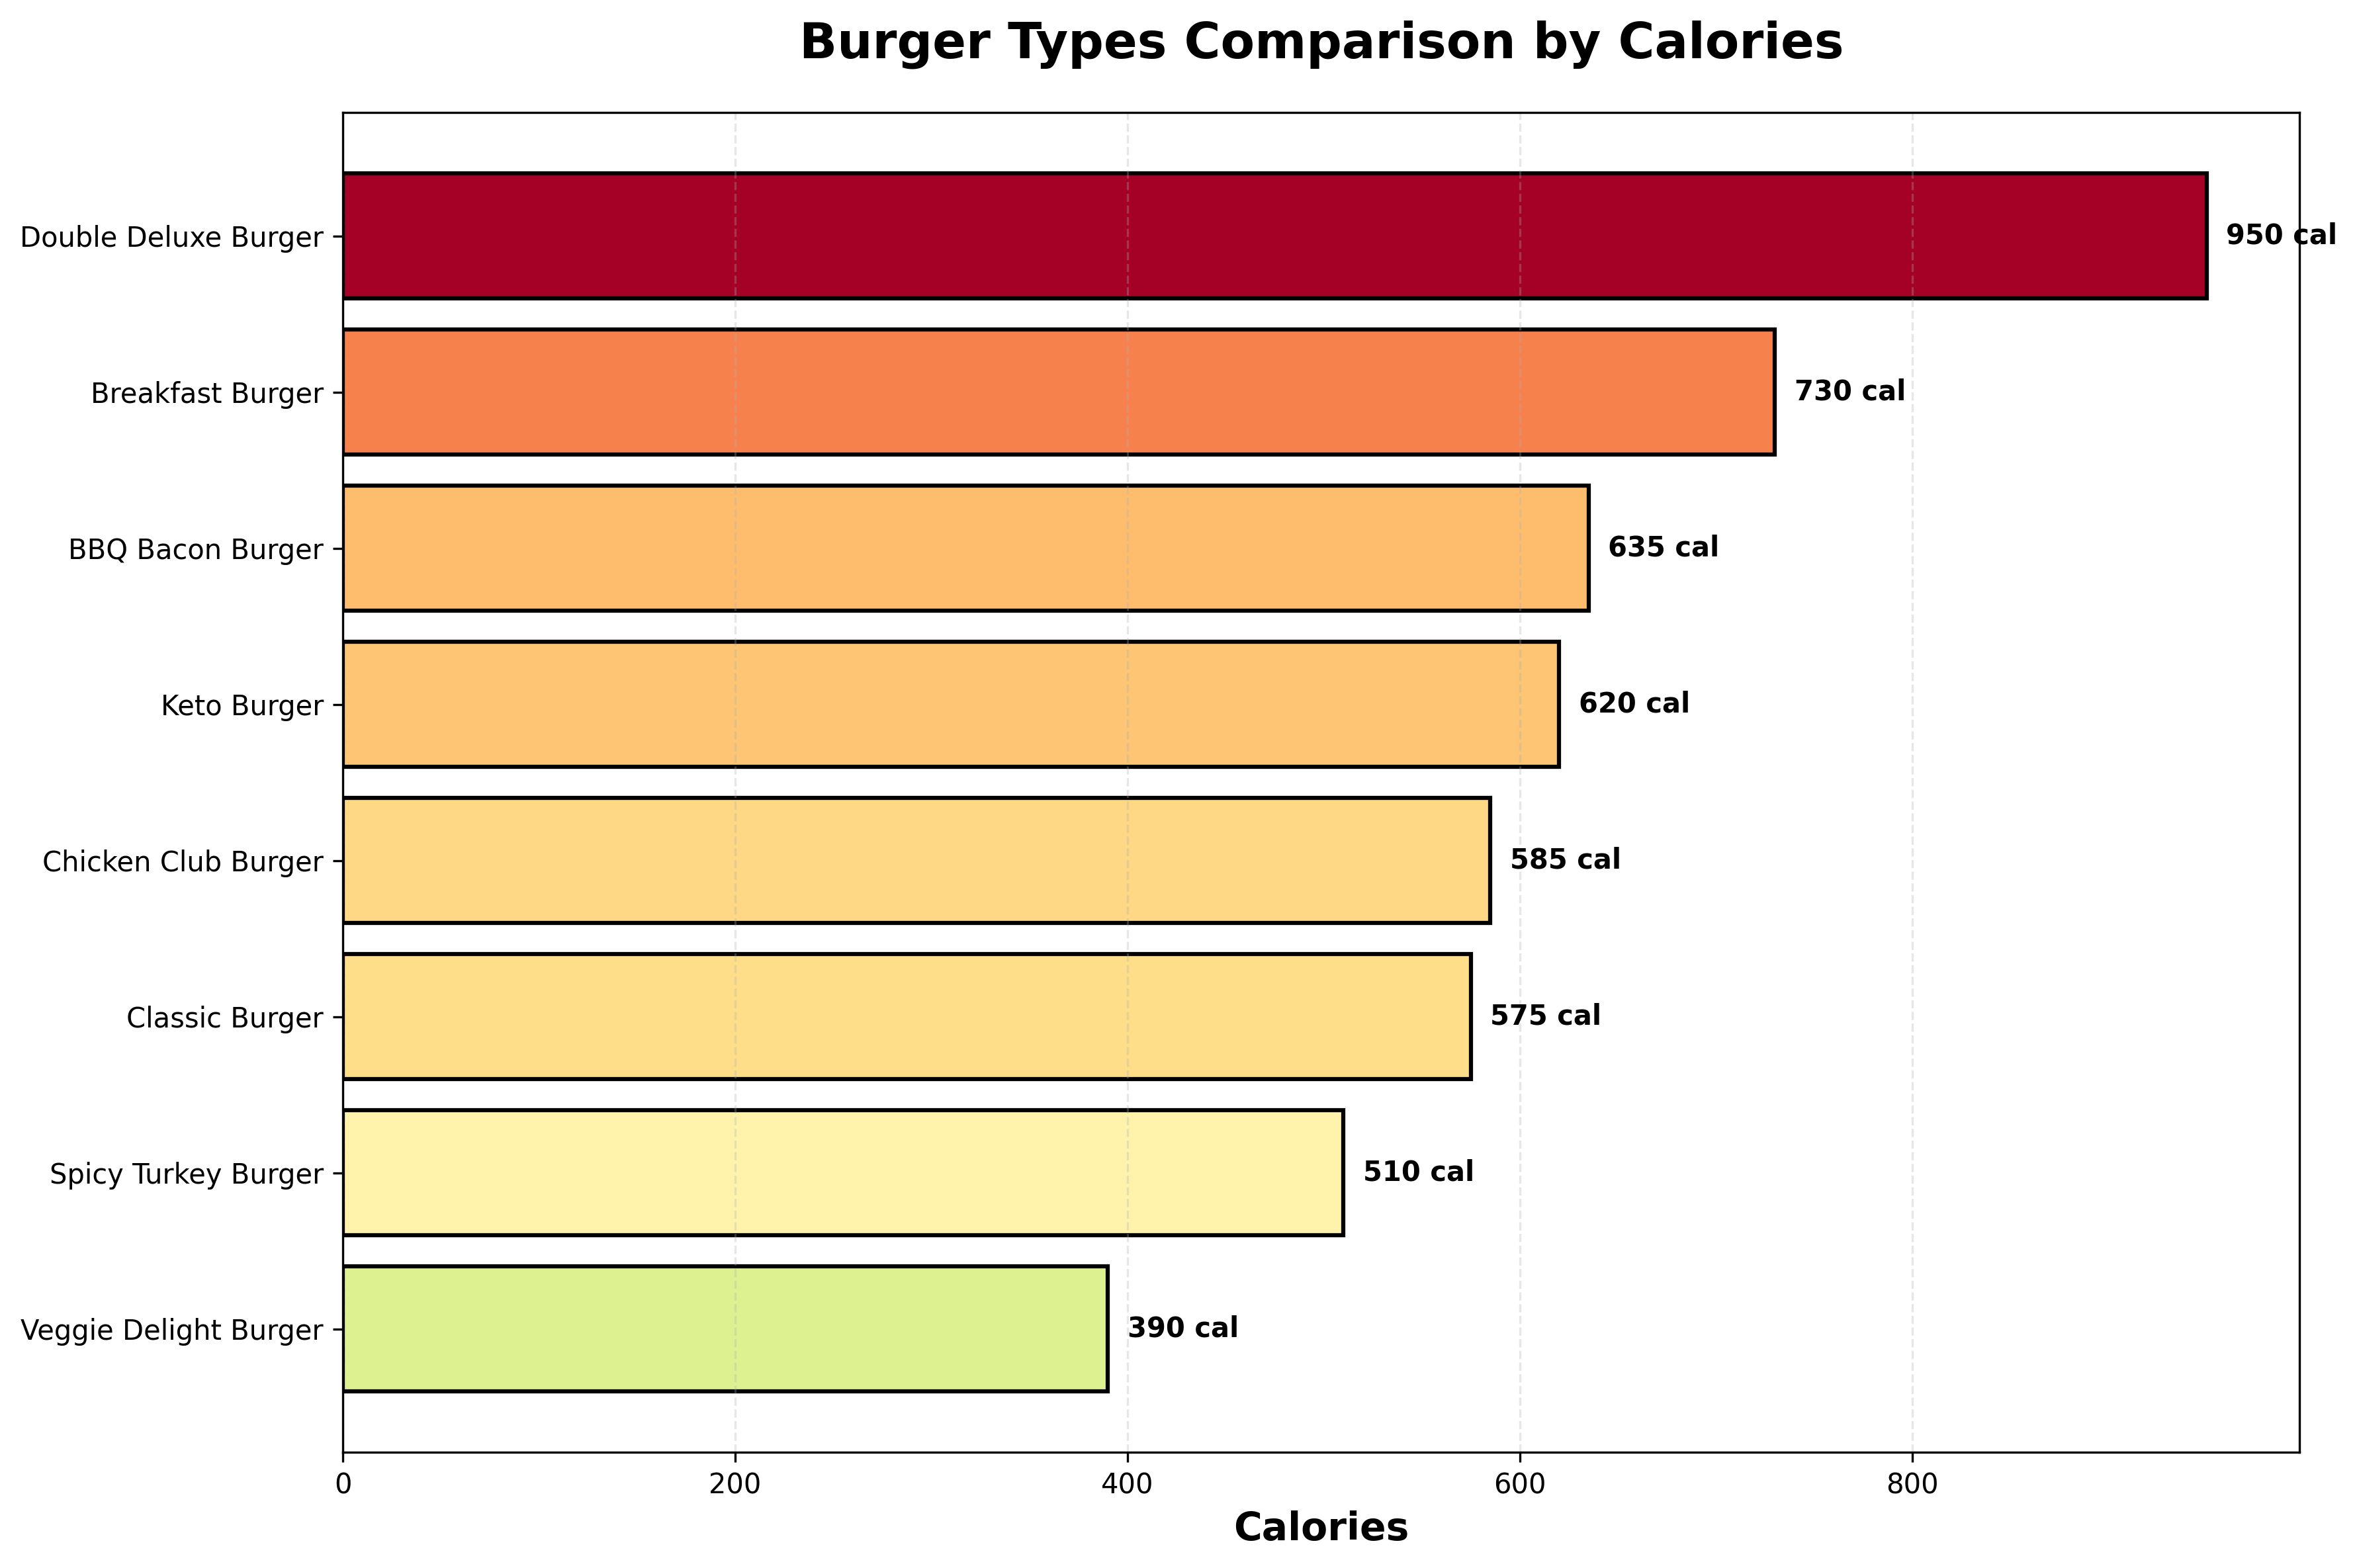 Burger Types Comparison by Calories
Double Deluxe Burger 950 cal
Breakfast Burger 730 cal
BBQ Bacon Burger 635 cal
Keto Burger 620 cal
Chicken Club Burger 585 cal
Classic Burger 575 cal
Spicy Turkey Burger 510 cal
Veggie Delight Burger 390 cal
0 200 400 600 800
Calories